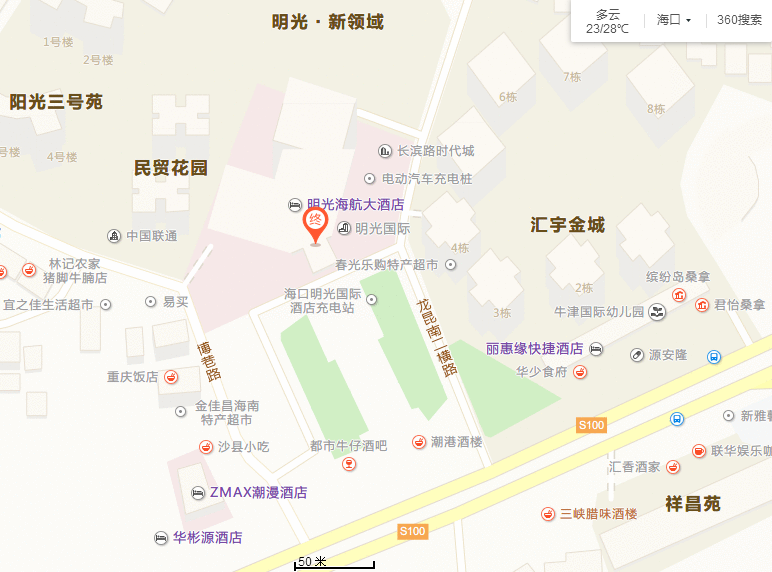 多云
23/28℃
海口
360搜索
明光·新领域
1号楼
2号楼
阳光三号苑
号楼
4号楼
民贸花园
6栋
7栋
8栋
长滨路时代城
电动汽车充电桩
明光海航大酒店
终
明光国际
中国联通
汇宇金城
4栋
春光乐购特产超市
林记农家
猪脚牛腩店
宜之佳生活超市
易买
海口明光国际
酒店充电站
2栋
3栋
缤纷岛桑拿
君怡桑拿
牛津国际幼儿园
龙昆南二横路
博巷路
丽惠缘快捷酒店
源安隆
华少食府
重庆饭店
金佳昌海南
特产超市
S100
新雅
沙县小吃
都市牛仔酒吧
潮港酒楼
联华娱乐咖
汇香酒家
ZMAX潮漫酒店
祥昌苑
三峡腊味酒楼
S100
华彬源酒店
50 米